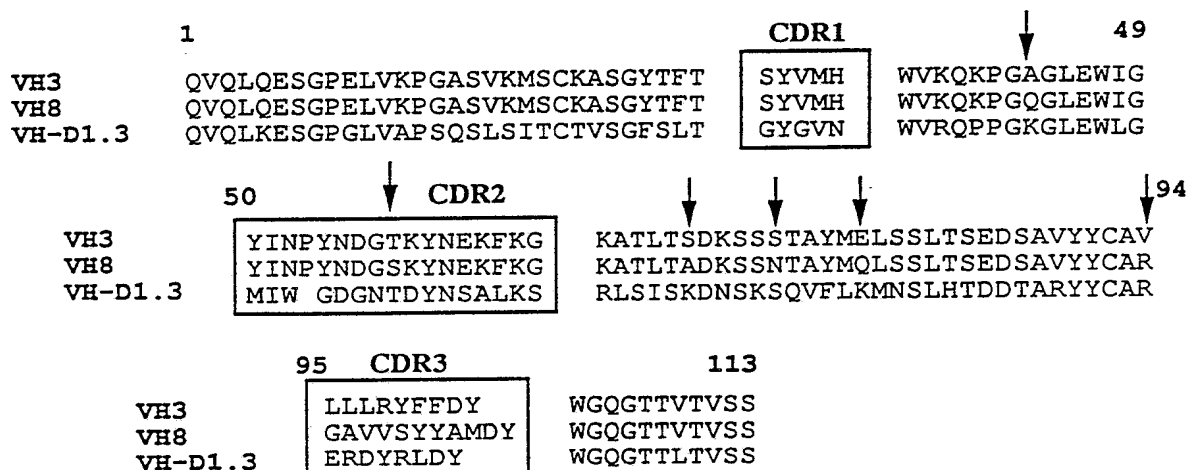 1 CDR1 49
VH3 QVQLQESGPELVKPGASVKMSCKASGYTFT SYVMH WVKQKPGAGLEWIG
VH8 QVQLQESGPELVKPGASVKMSCKASGYTFT SYVMH WVKQKPGQGLEWIG
VH-D1.3 QVQLKESGPGLVAPSQSLSITCTVSGFSLT GYGVN WVRQPPGKGLEWLG
50 CDR2 94
VH3 YINPYNDGTKYNEKFKG KATLTSDKSSSTAYMELSSLTSEDSAVYYCAV
VH8 YINPYNDGSKYNEKFKG KATLTADKSSNTAYMQLSSLTSEDSAVYYCAR
VH-D1.3 MIW GDGNTDYNSALKS RLSISKDNSKSQVFLKMNSLHTDDTARYYCAR
95 CDR3 113
VH3 LLLRYFFDY WGQGTTVTVSS
VH8 GAVVSYYAMDY WGQGTTVTVSS
VH-D1.3 ERDYRLDY WGQGTTLTVSS